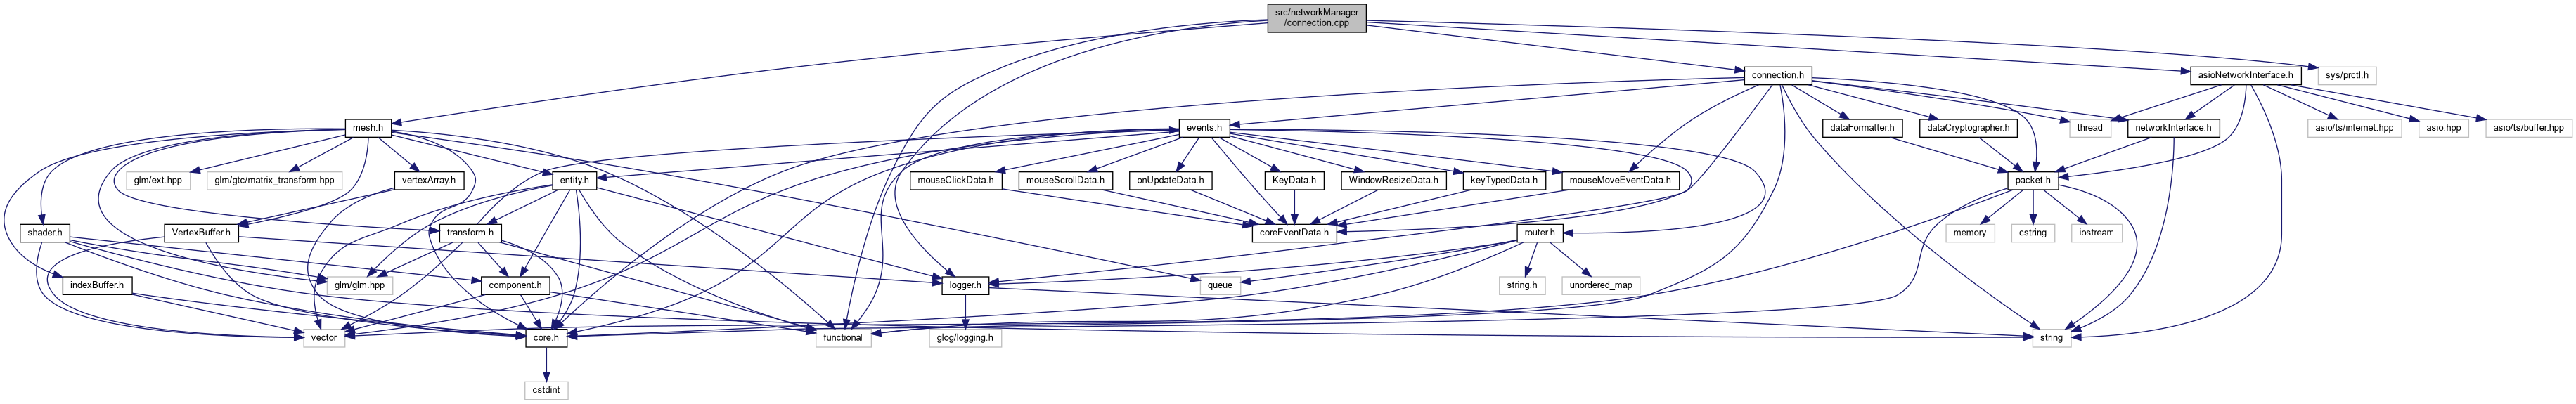 src/networkManager
/connection.cpp
connection.h
asioNetworkInterface.h
sys/prctl.h
mesh.h
events.h
dataFormatter.h
dataCryptographer.h
thread
networkInterface.h
asio/ts/internet.hpp
asio.hpp
asio/ts/buffer.hpp
glm/ext.hpp
glm/gtc/matrix_transform.hpp
vertexArray.h
entity.h
mouseClickData.h
mouseScrollData.h
onUpdateData.h
KeyData.h
WindowResizeData.h
keyTypedData.h
mouseMoveEventData.h
packet.h
shader.h
VertexBuffer.h
transform.h
coreEventData.h
router.h
memory
cstring
iostream
indexBuffer.h
glm/glm.hpp
component.h
logger.h
queue
string.h
unordered_map
vector
core.h
functional
glog/logging.h
string
cstdint